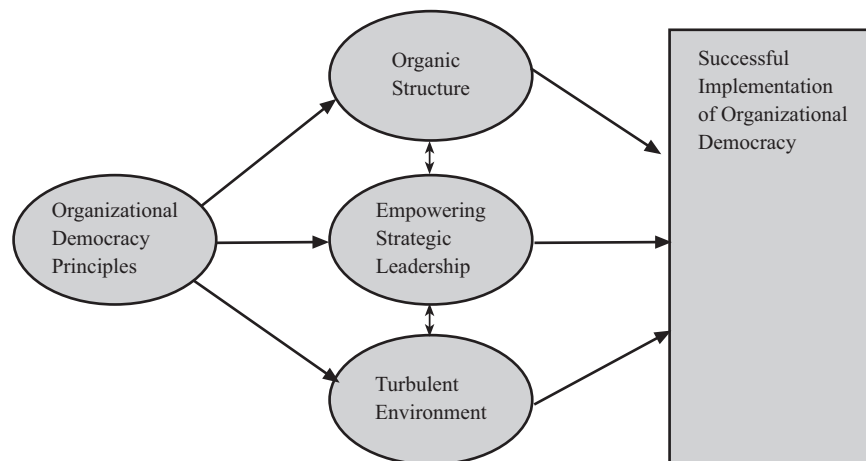 Organic
Structure
Successful
Implementation
of Organizational
Democracy
Organizational
Democracy
Principles
Empowering
Strategic
Leadership
Turbulent
Environment